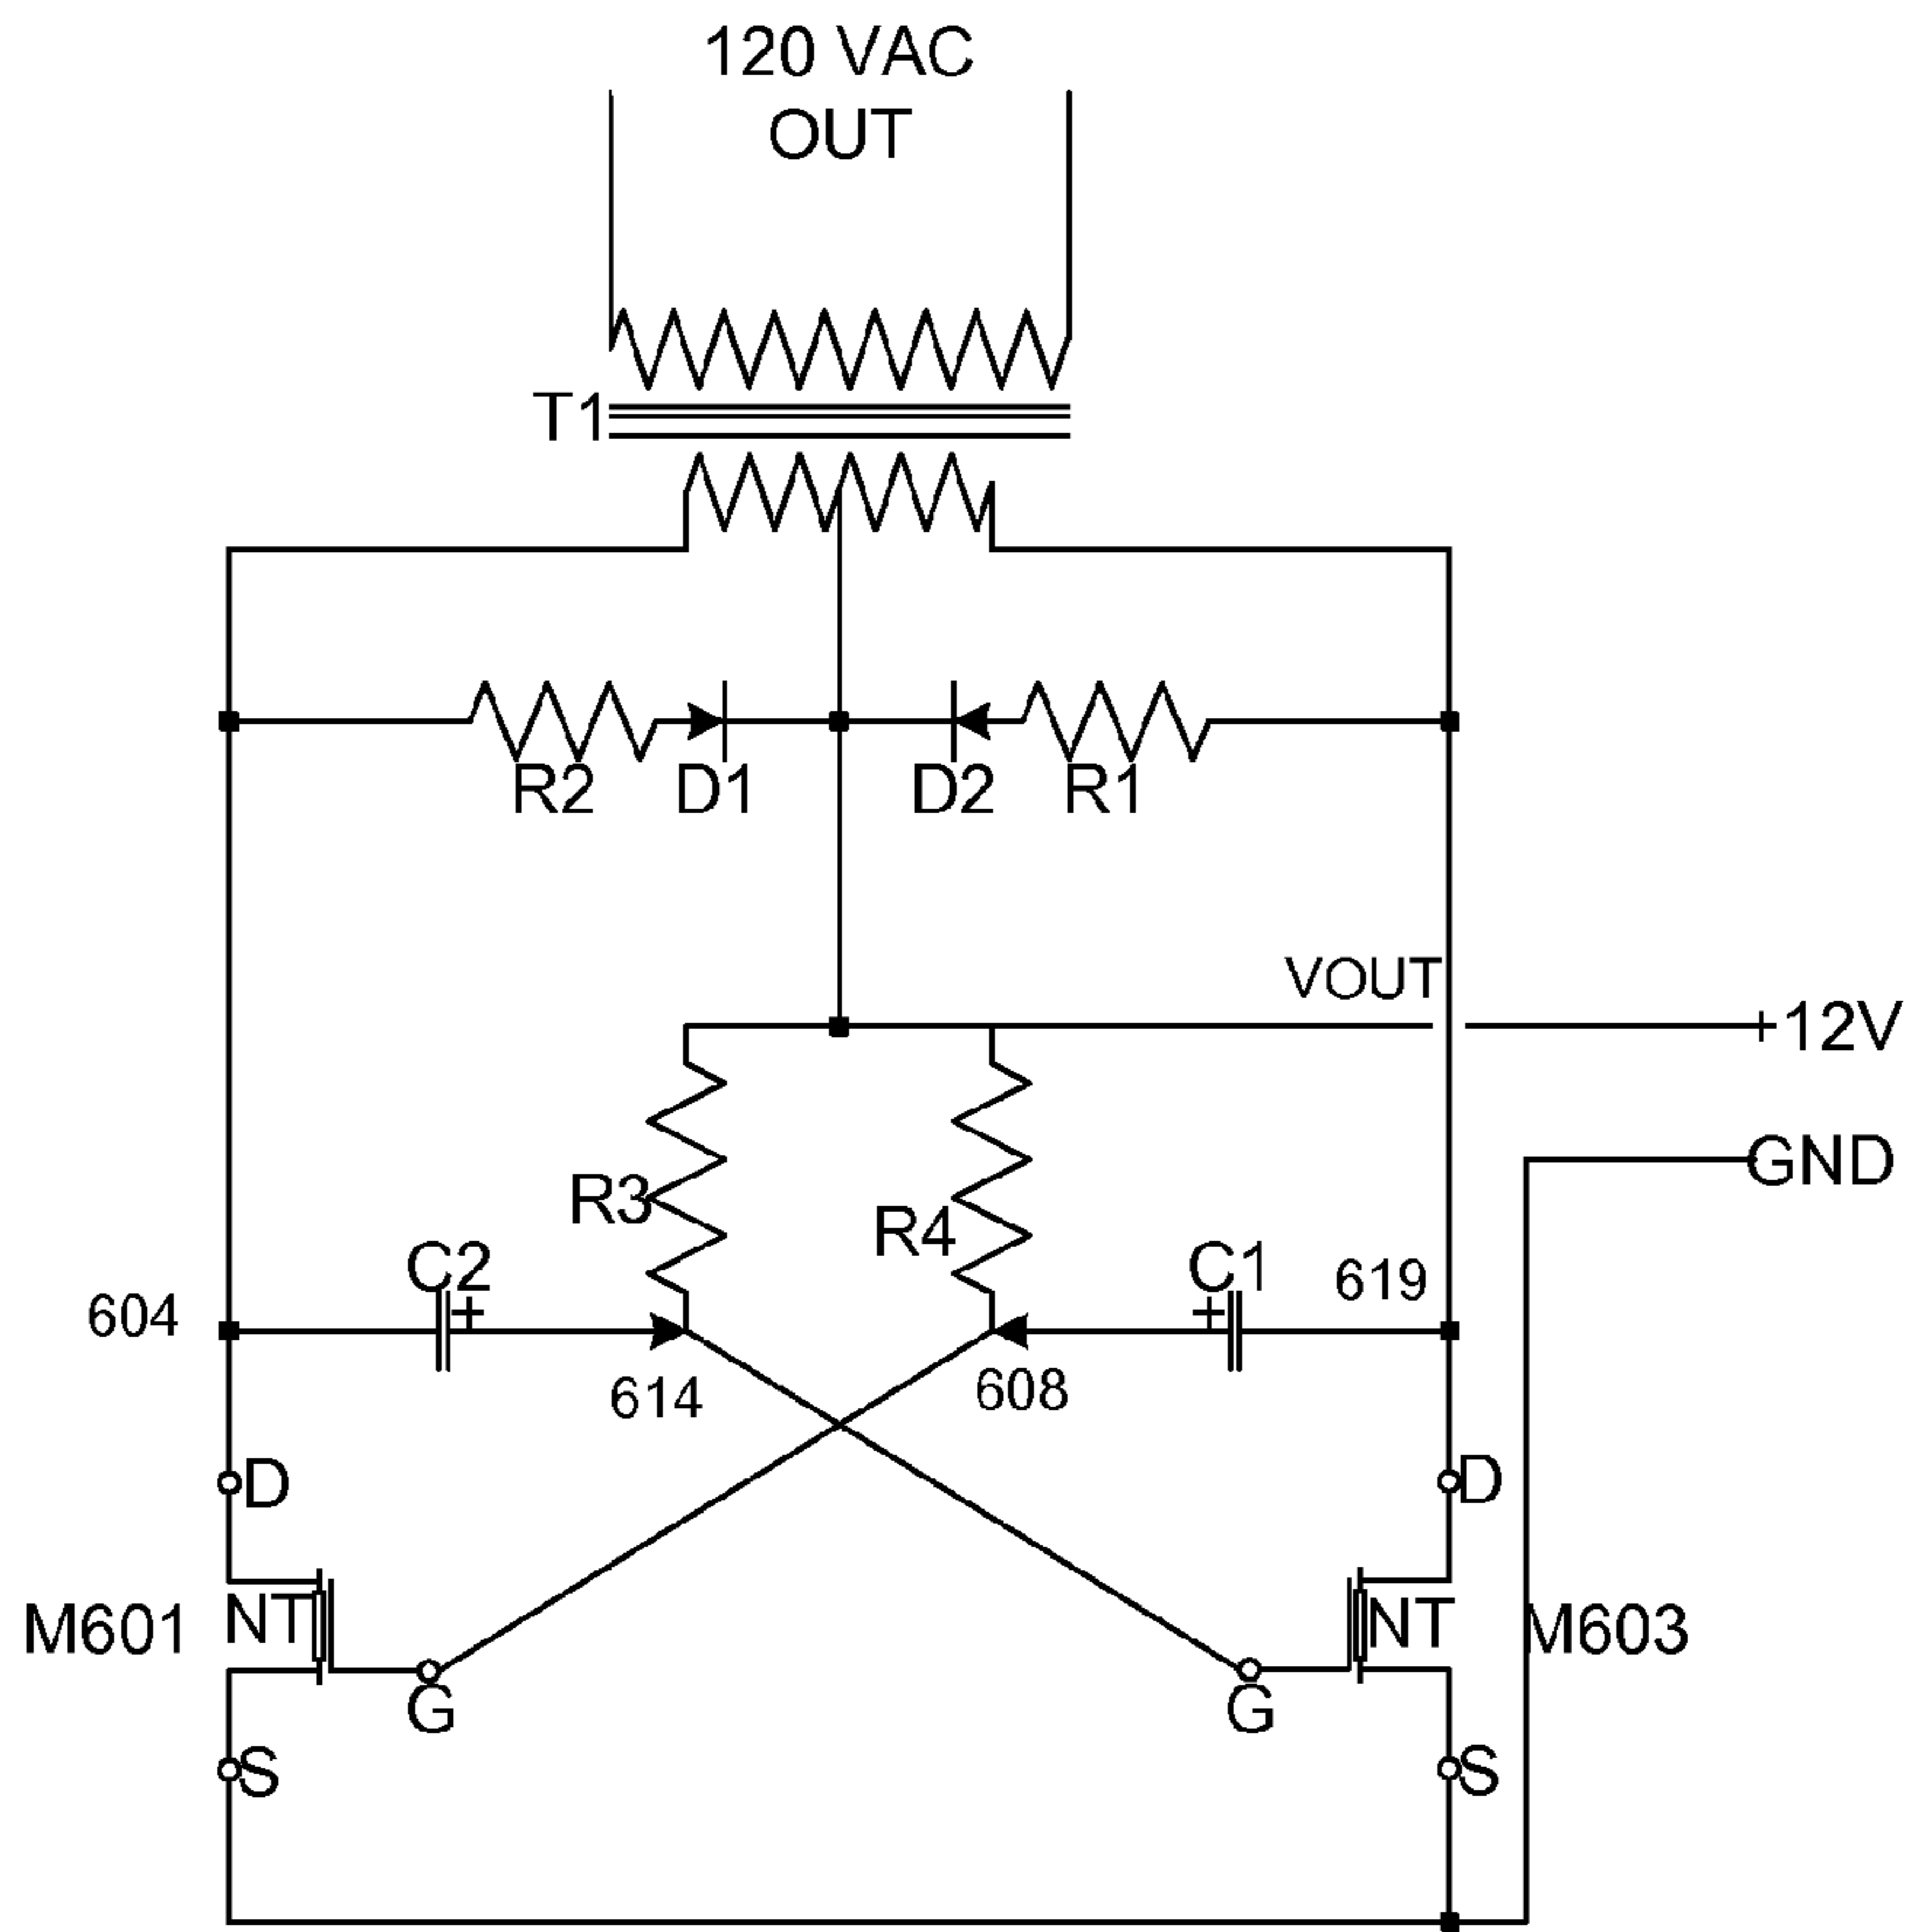 120 VAC
OUT
T1
R2 D1 D2 R1
VOUT
+12V
GND
R3
R4
C2
C1
619
604
+
+
614
608
D
D
M601
NT
NT
M603
G
G
S
S